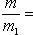 m/m₁ =